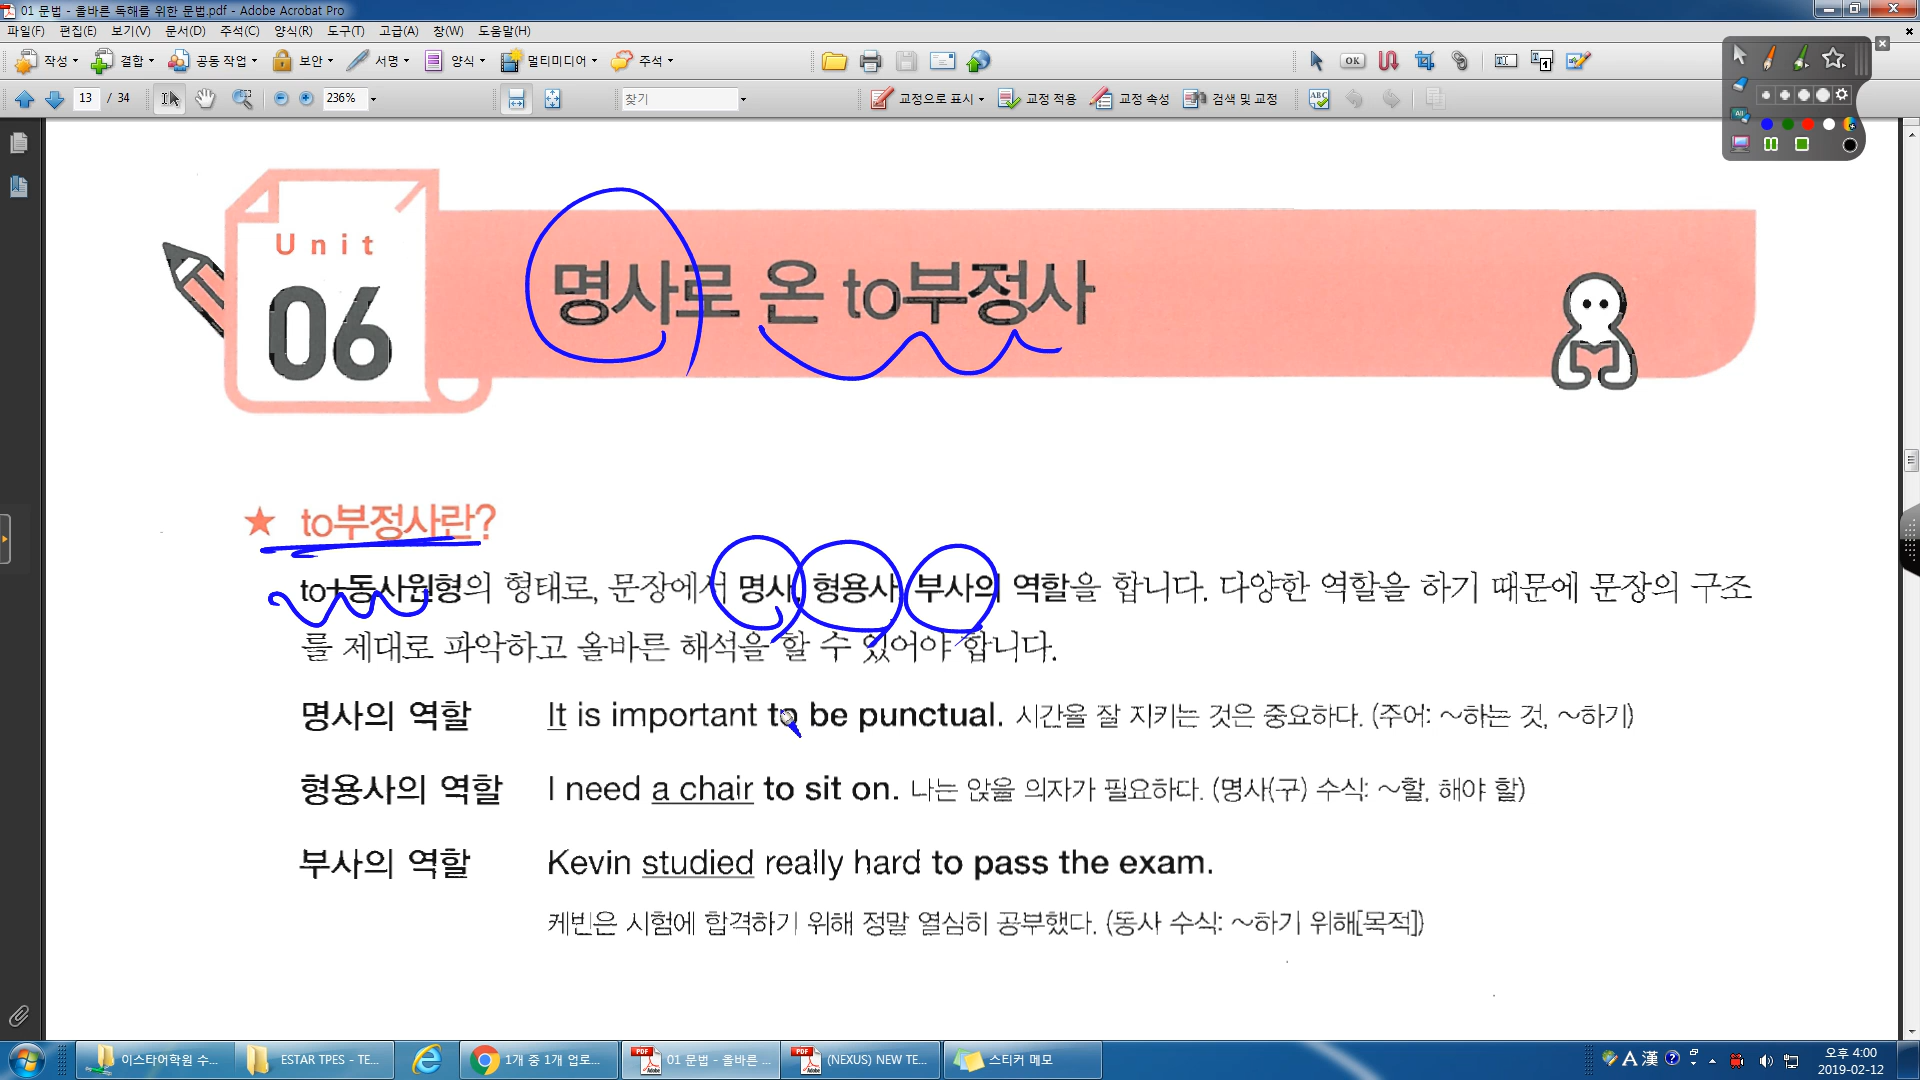 01 문법 - 올바른 독해를 위한 문법.pdf - Adobe Acrobat Pro
파일(F) 편집(E) 보기(V) 문서(D) 주석(C) 양식(R) 도구(T) 고급(A) 창(W) 도움말(H)
작성 결합 공동 작업 보안 서명 양식 멀티미디어 주석 OK
13 / 34 236% 찾기 교정으로 표시 교정 적용 교정 속성 검색 및 교정
Unit
06
명사로 온 to부정사
★ to부정사란?
to+동사원형의 형태로, 문장에서 명사, 형용사, 부사의 역할을 합니다. 다양한 역할을 하기 때문에 문장의 구조
를 제대로 파악하고 올바른 해석을 할 수 있어야 합니다.
명사의 역할 It is important to be punctual. 시간을 잘 지키는 것은 중요하다. (주어: ~하는 것, ~하기)
형용사의 역할 I need a chair to sit on. 나는 앉을 의자가 필요하다. (명사(구) 수식: ~할, 해야 할)
부사의 역할 Kevin studied really hard to pass the exam.
케빈은 시험에 합격하기 위해 정말 열심히 공부했다. (동사 수식: ~하기 위해[목적])
이스타어학원 수... ESTAR TPES - TE... 1개 중 1개 업로... 01 문법 - 올바른 ... (NEXUS) NEW TE... 스티커 메모 A 漢 오후 4:00
2019-02-12